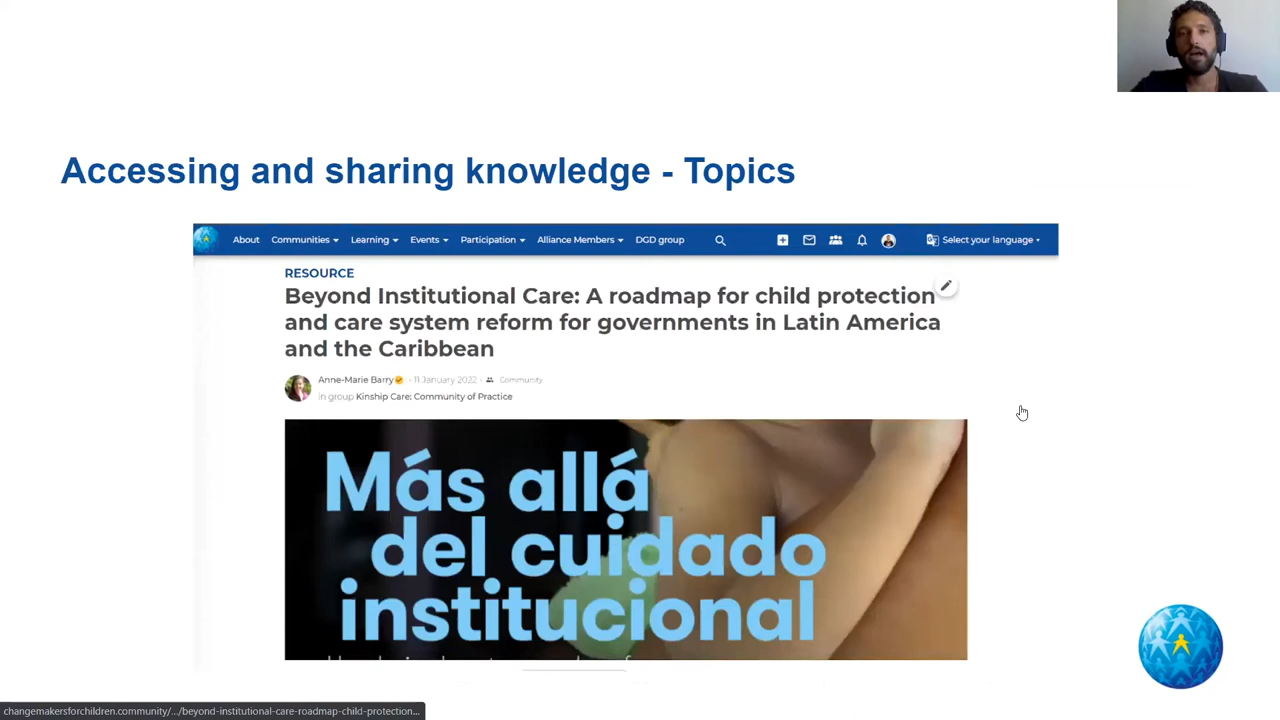 Accessing and sharing knowledge - Topics
About Communities Learning Events Participation Alliance Members DGD group Select your language
RESOURCE
Beyond Institutional Care: A roadmap for child protection
and care system reform for governments in Latin America
and the Caribbean
Anne-Marie Barry · 11 January 2022 · Community
in group Kinship Care: Community of Practice
Más allá
del cuidado
institucional
changemakersforchildren.community/.../beyond-institutional-care-roadmap-child-protection...